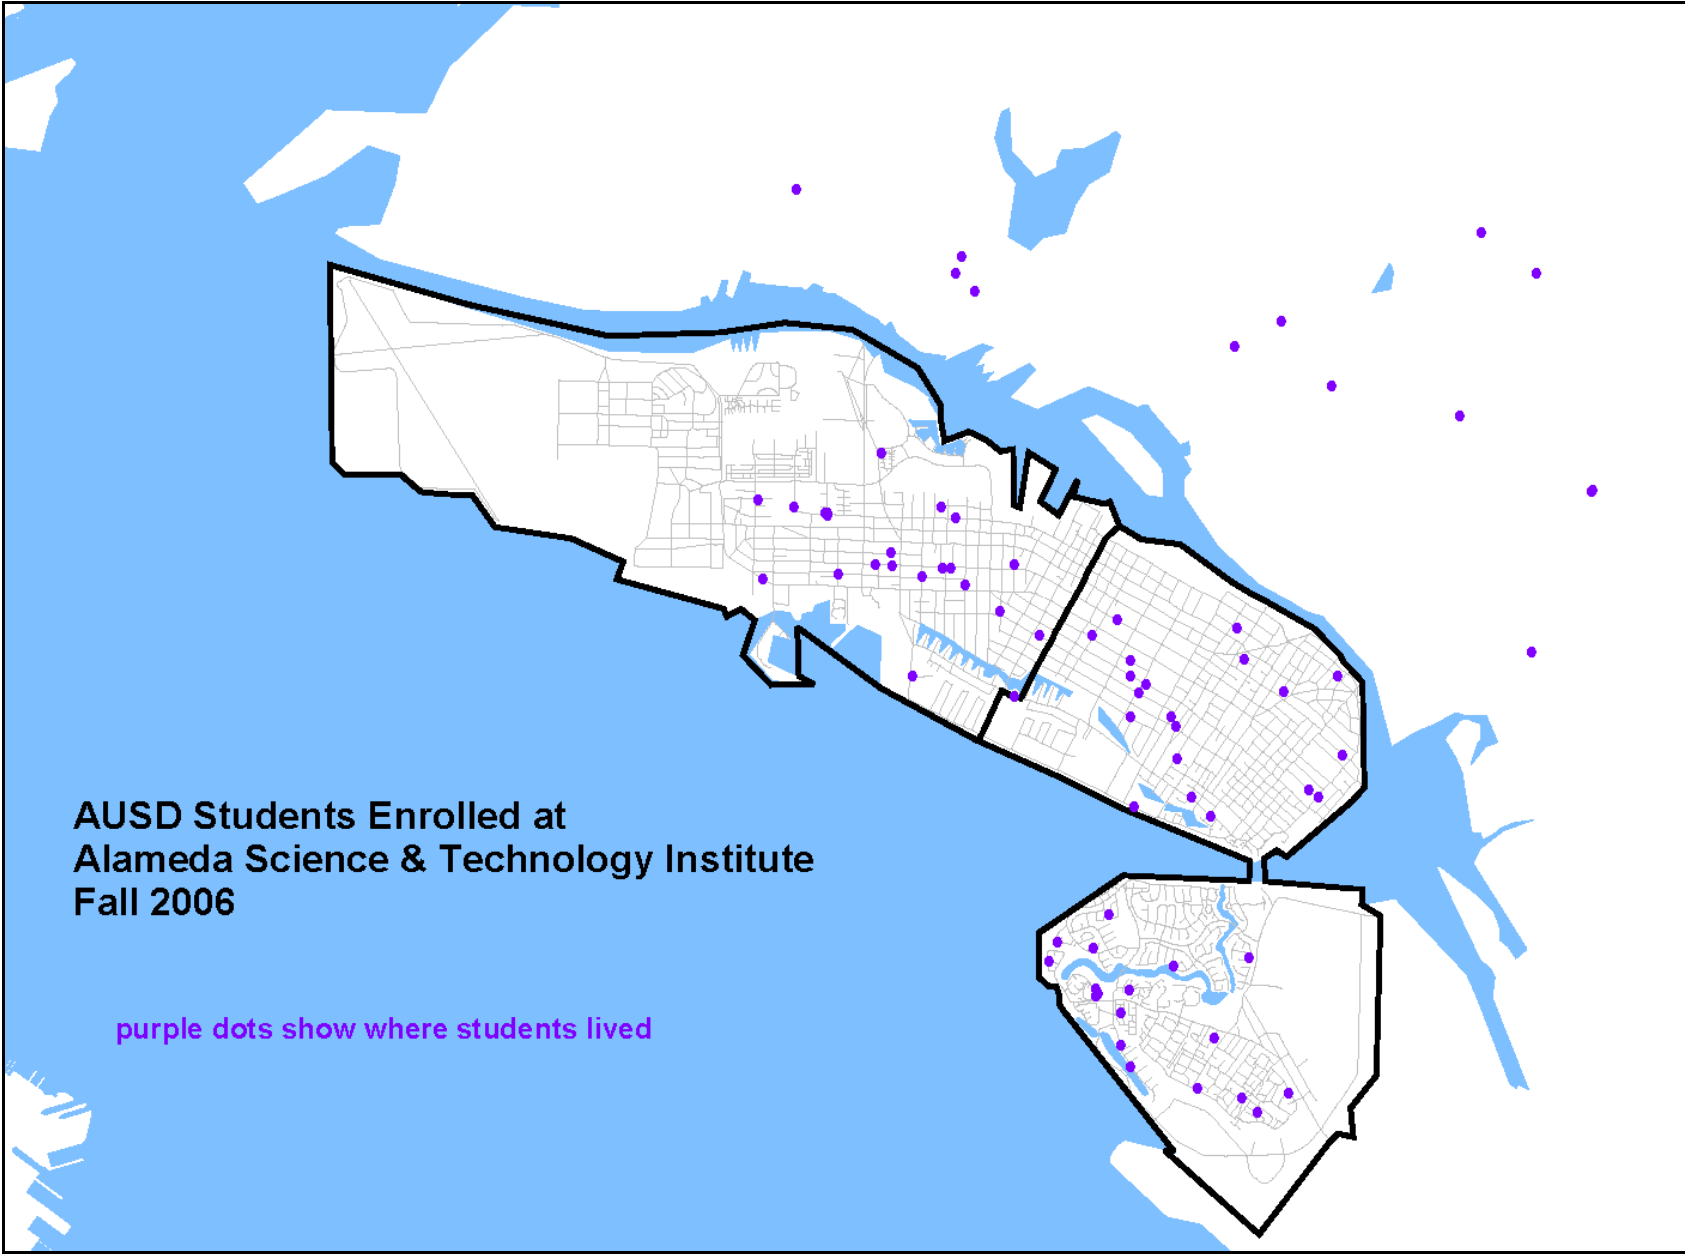 AUSD Students Enrolled at
Alameda Science & Technology Institute
Fall 2006
purple dots show where students lived